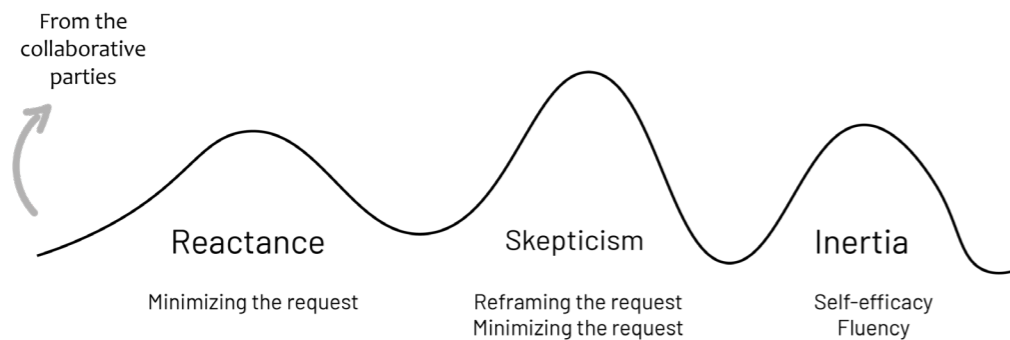 From the
collaborative
parties
Reactance
Skepticism
Inertia
Minimizing the request
Reframing the request
Minimizing the request
Self-efficacy
Fluency